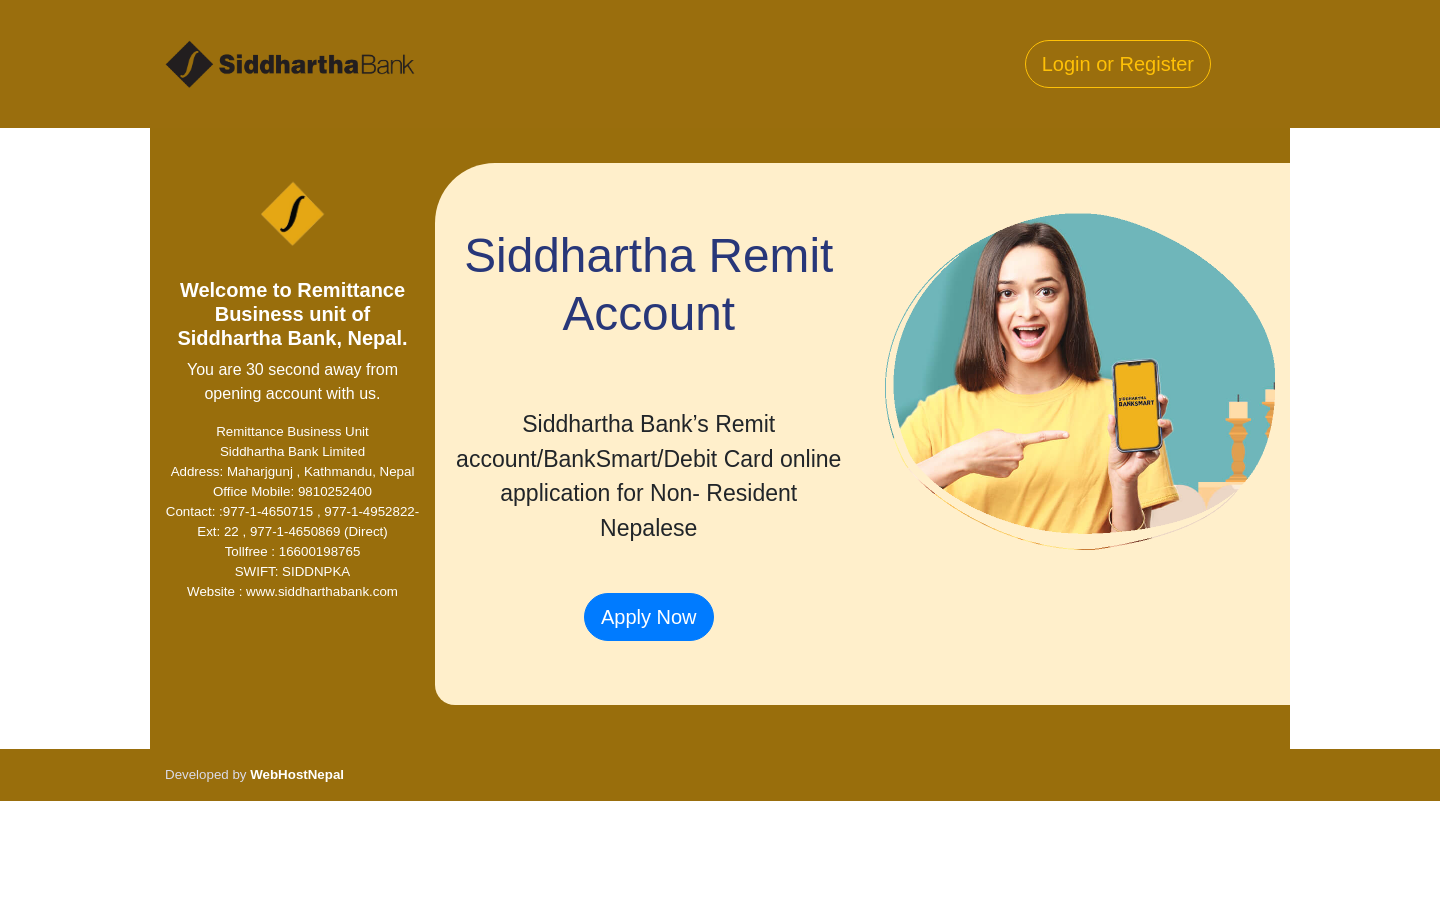 SiddharthaBank
Login or Register
Welcome to Remittance
Business unit of
Siddhartha Bank, Nepal.
You are 30 second away from
opening account with us.
Remittance Business Unit
Siddhartha Bank Limited
Address: Maharjgunj , Kathmandu, Nepal
Office Mobile: 9810252400
Contact: :977-1-4650715 , 977-1-4952822-
Ext: 22 , 977-1-4650869 (Direct)
Tollfree : 16600198765
SWIFT: SIDDNPKA
Website : www.siddharthabank.com
Siddhartha Remit
Account
Siddhartha Bank’s Remit
account/BankSmart/Debit Card online
application for Non- Resident
Nepalese
Apply Now
SIDDHARTHA
BANKSMART
Developed by WebHostNepal